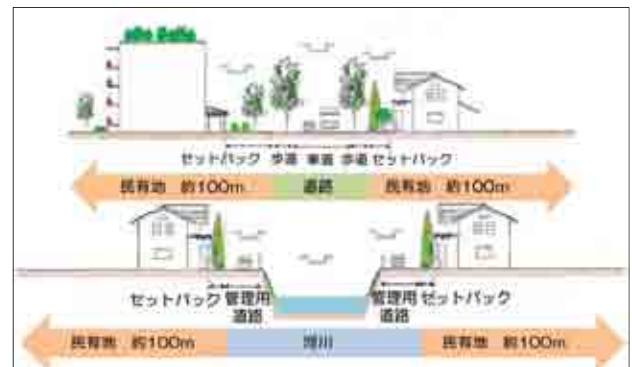 セットバック 歩道 車道 歩道 セットバック
民有地 約100m 道路 民有地 約100m
セットバック 管理用道路 管理用道路 セットバック
民有地 約100m 河川 民有地 約100m